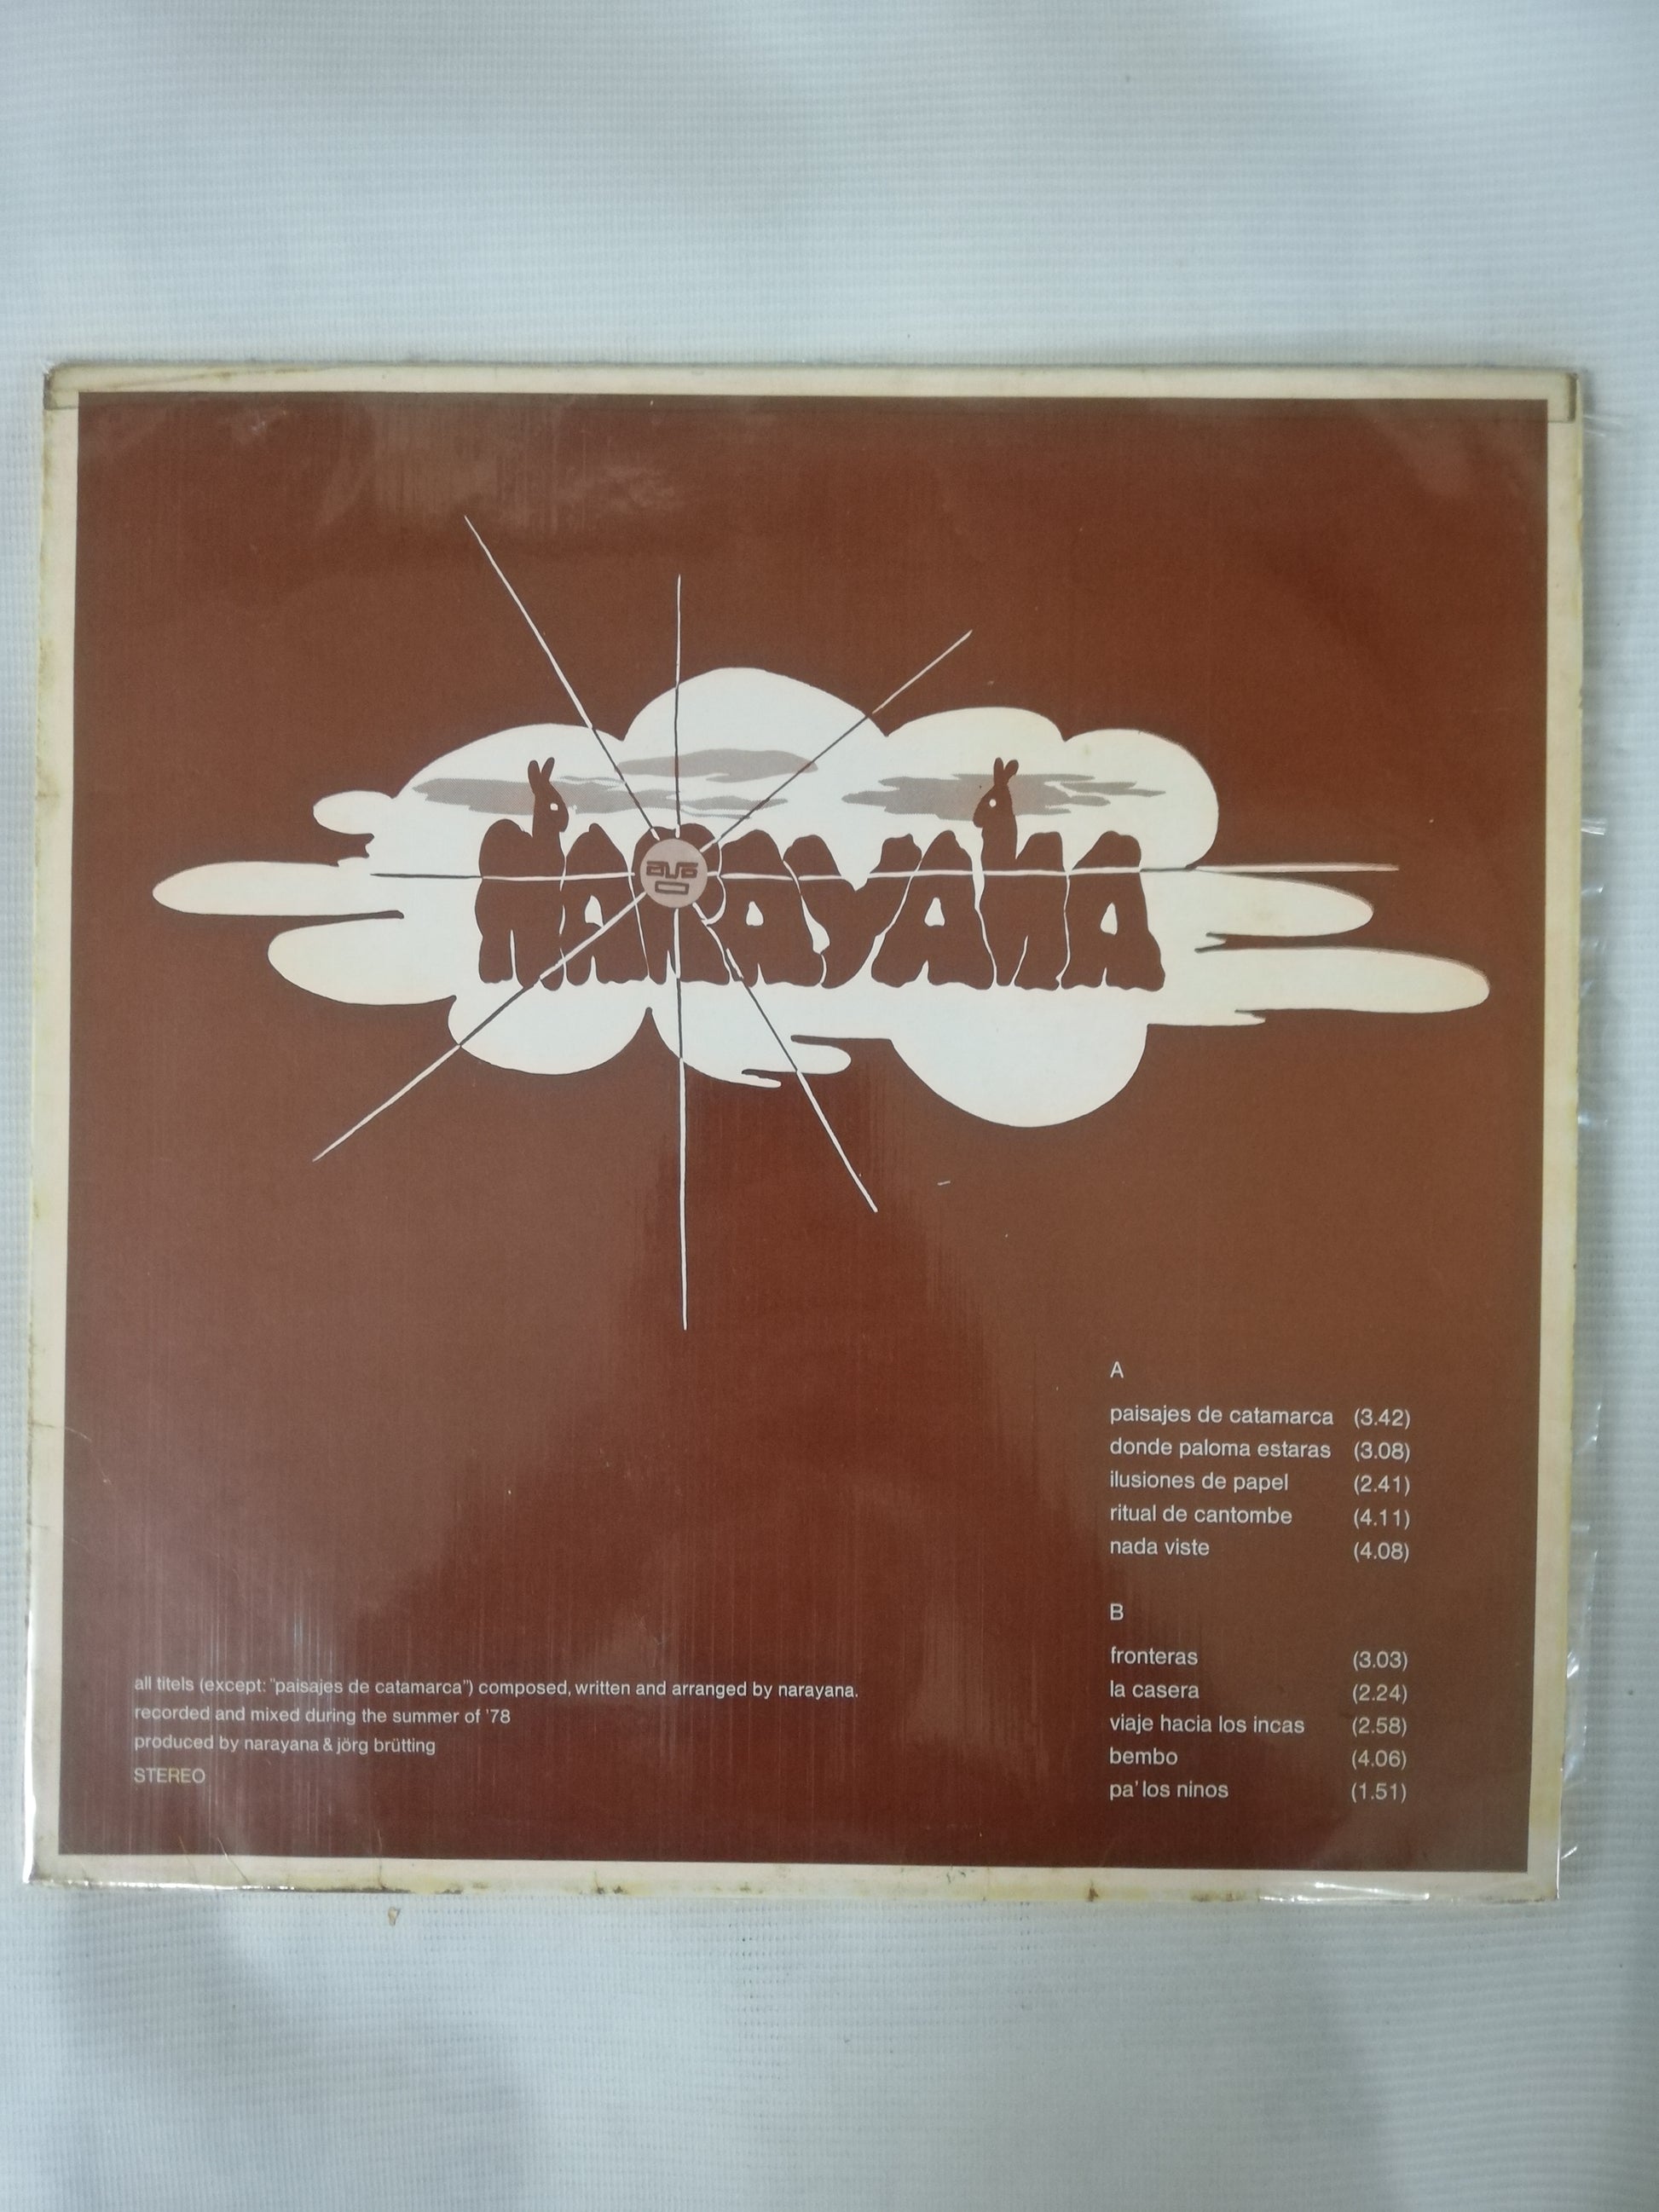 NARAYANA
A
paisajes de catamarca (3.42)
donde paloma estaras (3.08)
ilusiones de papel (2.41)
ritual de cantombe (4.11)
nada viste (4.08)
B
fronteras (3.03)
la casera (2.24)
viaje hacia los incas (2.58)
bembo (4.06)
pa' los ninos (1.51)
all titels (except: "paisajes de catamarca") composed, written and arranged by narayana.
recorded and mixed during the summer of '78
produced by narayana & jörg brütting
STEREO